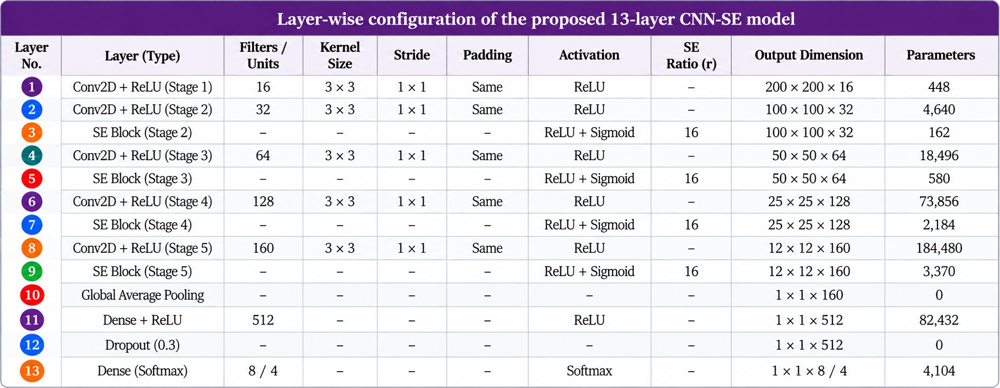 Layer-wise configuration of the proposed 13-layer CNN-SE model
Layer No. Layer (Type) Filters / Units Kernel Size Stride Padding Activation SE Ratio (r) Output Dimension Parameters
1 Conv2D + ReLU (Stage 1) 16 3 × 3 1 × 1 Same ReLU – 200 × 200 × 16 448
2 Conv2D + ReLU (Stage 2) 32 3 × 3 1 × 1 Same ReLU – 100 × 100 × 32 4,640
3 SE Block (Stage 2) – – – – ReLU + Sigmoid 16 100 × 100 × 32 162
4 Conv2D + ReLU (Stage 3) 64 3 × 3 1 × 1 Same ReLU – 50 × 50 × 64 18,496
5 SE Block (Stage 3) – – – – ReLU + Sigmoid 16 50 × 50 × 64 580
6 Conv2D + ReLU (Stage 4) 128 3 × 3 1 × 1 Same ReLU – 25 × 25 × 128 73,856
7 SE Block (Stage 4) – – – – ReLU + Sigmoid 16 25 × 25 × 128 2,184
8 Conv2D + ReLU (Stage 5) 160 3 × 3 1 × 1 Same ReLU – 12 × 12 × 160 184,480
9 SE Block (Stage 5) – – – – ReLU + Sigmoid 16 12 × 12 × 160 3,370
10 Global Average Pooling – – – – – – 1 × 1 × 160 0
11 Dense + ReLU 512 – – – ReLU – 1 × 1 × 512 82,432
12 Dropout (0.3) – – – – – – 1 × 1 × 512 0
13 Dense (Softmax) 8 / 4 – – – Softmax – 1 × 1 × 8 / 4 4,104